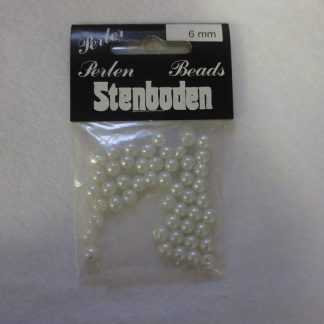 Perler
6 mm
Perlen Beads
Stenboden